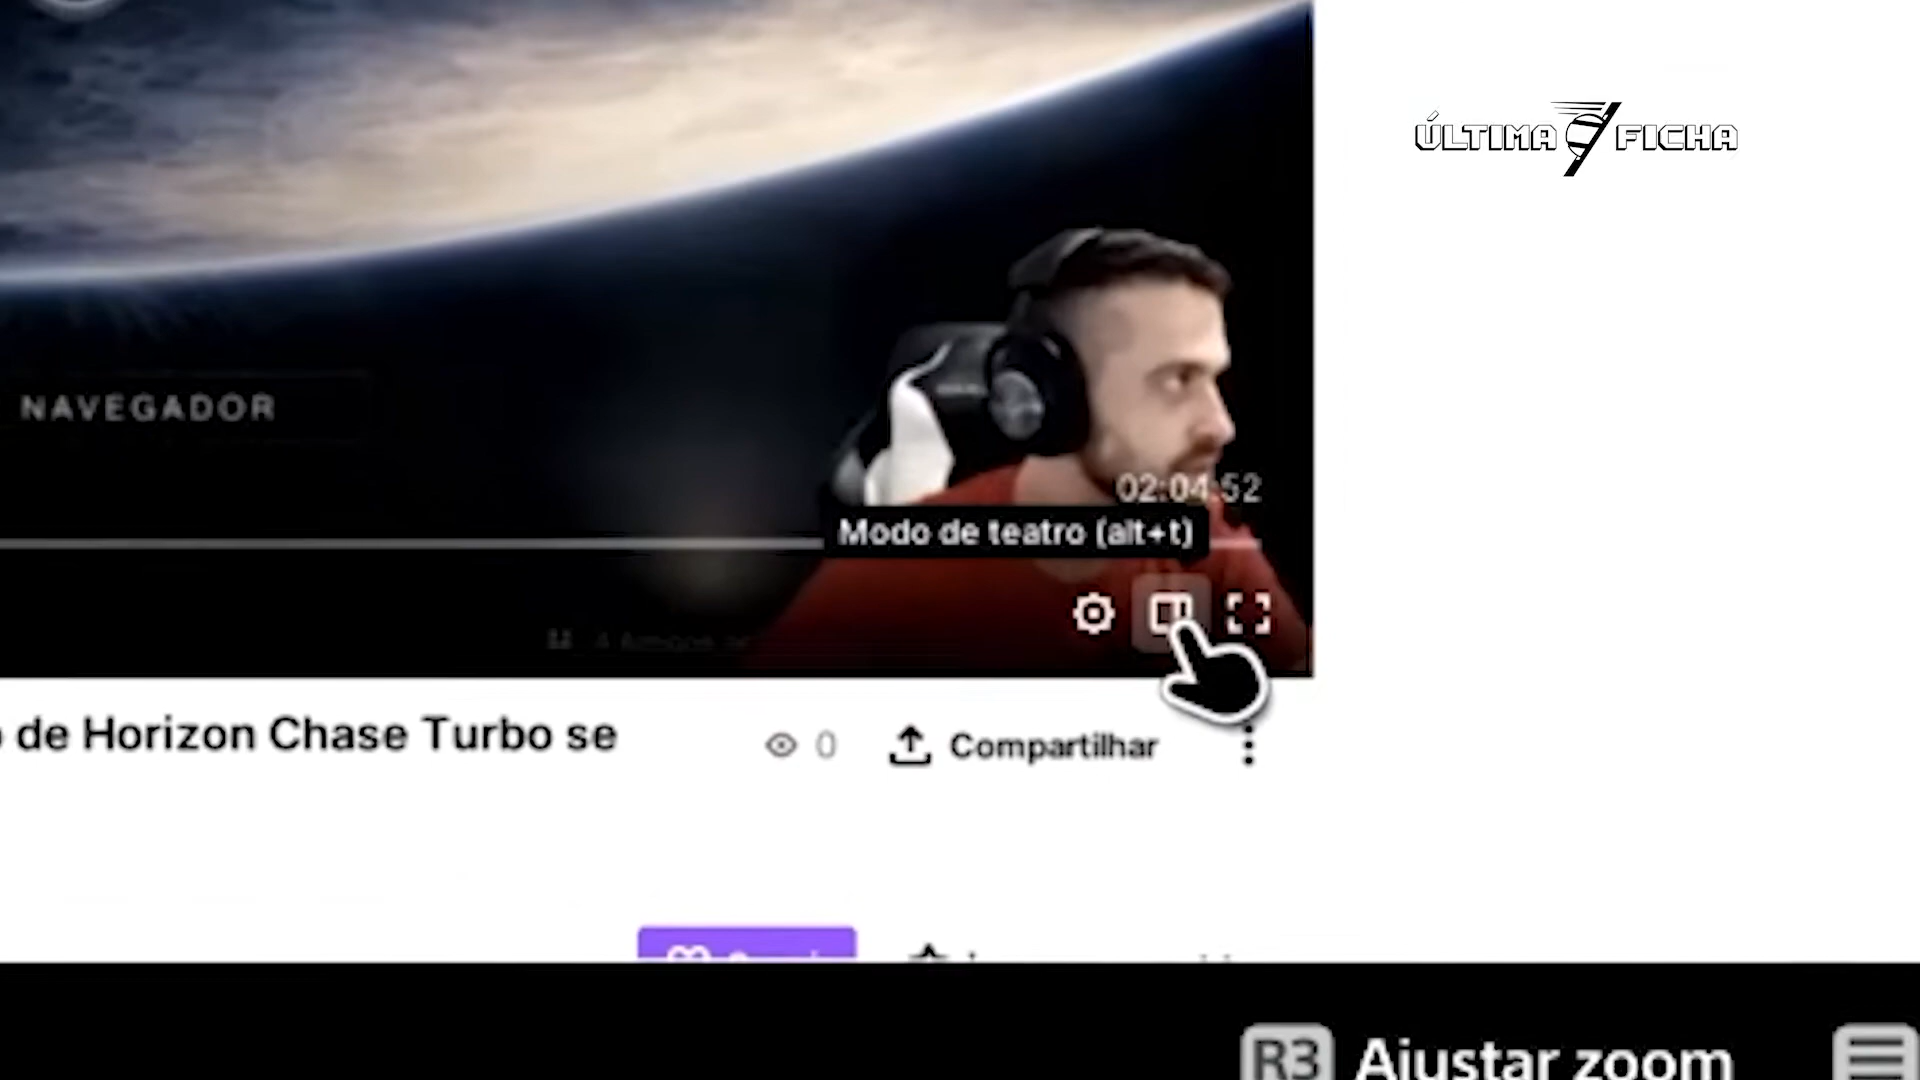 ÚLTIMA FICHA
NAVEGADOR
02:04:52
Modo de teatro (alt+t)
de Horizon Chase Turbo se
0
Compartilhar
R3 Ajustar zoom